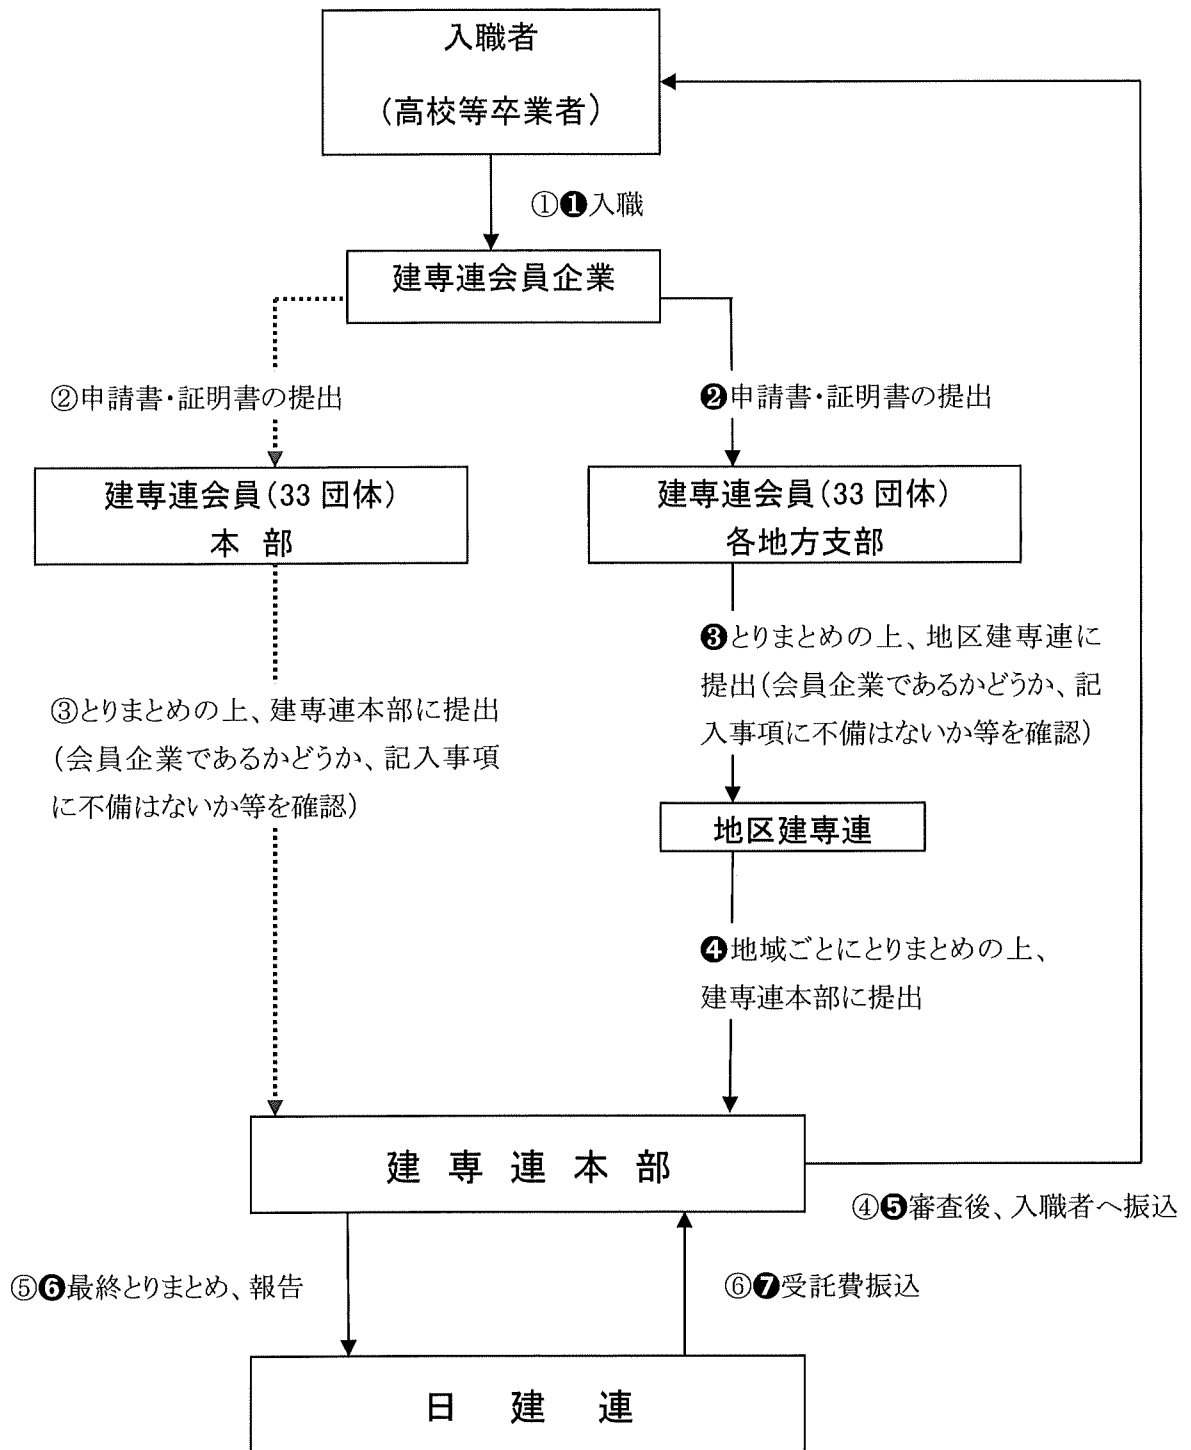 入職者
(高校等卒業者)
①❶入職
建専連会員企業
②申請書・証明書の提出
❷申請書・証明書の提出
建専連会員(33 団体)
本 部
建専連会員(33 団体)
各地方支部
❸とりまとめの上、地区建専連に
提出(会員企業であるかどうか、記
入事項に不備はないか等を確認)
③とりまとめの上、建専連本部に提出
(会員企業であるかどうか、記入事項
に不備はないか等を確認)
地区建専連
❹地域ごとにとりまとめの上、
建専連本部に提出
建 専 連 本 部
④❺審査後、入職者へ振込
⑤❻最終とりまとめ、報告
⑥❼受託費振込
日 建 連